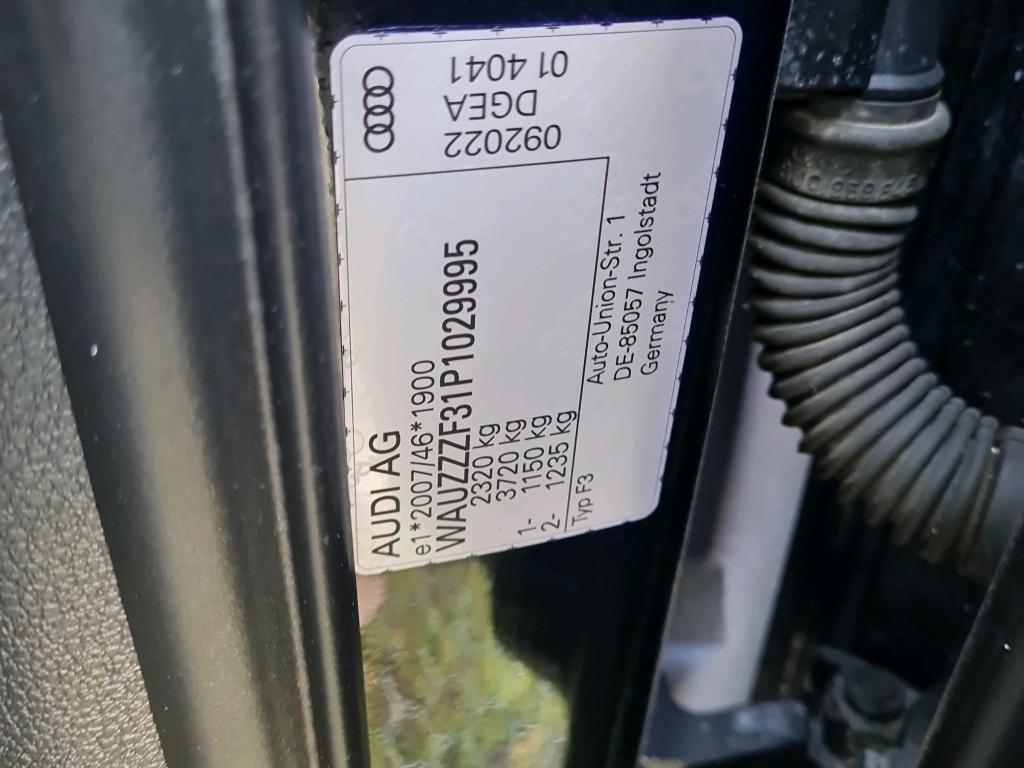 AUDI AG
e1*2007/46*1900
WAUZZZF31P1029995
2320 kg
3720 kg
1- 1150 kg
2- 1235 kg
Typ F3
Auto-Union-Str. 1
DE-85057 Ingolstadt
Germany
092022
DGEA
01 4041